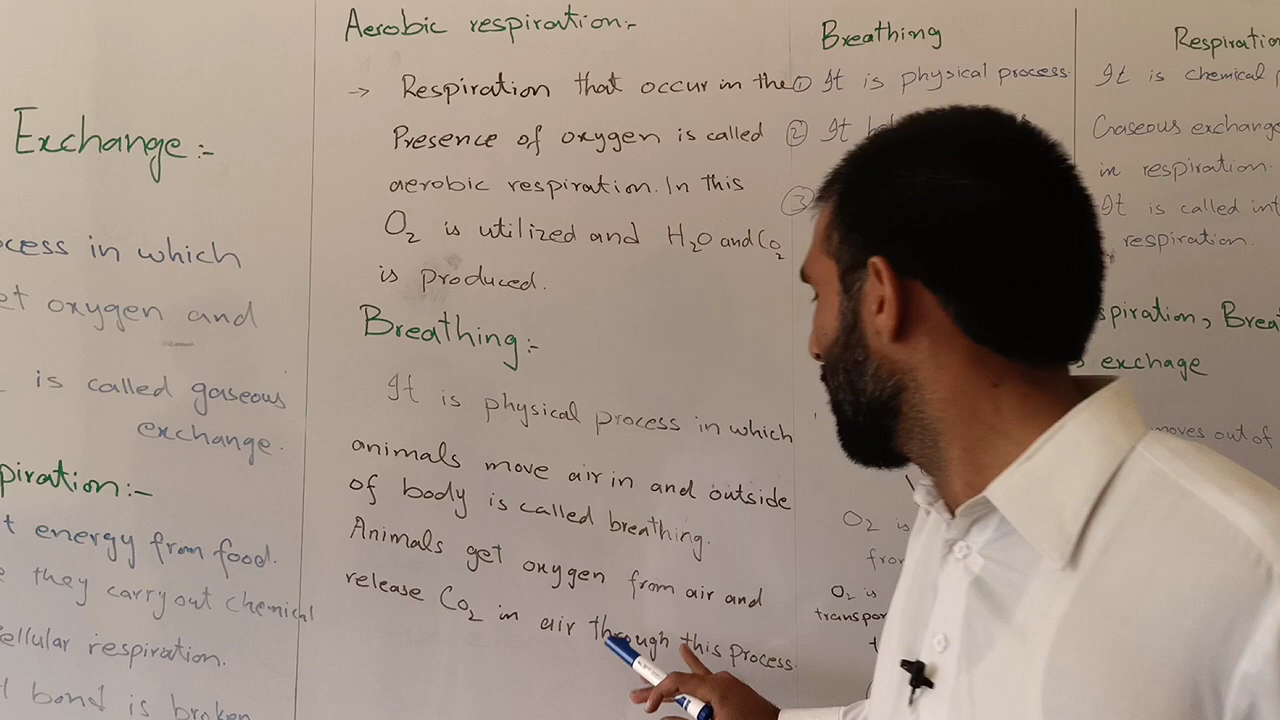 Exchange:-
ocess in which
et oxygen and
is called gaseous
exchange.
piration:-
t energy from food.
they carry out chemical
ellular respiration.
bond is broken
Aerobic respiration:-
→ Respiration that occur in the
Presence of oxygen is called
aerobic respiration. In this
O₂ is utilized and H₂O and CO₂
is produced.
Breathing:-
It is physical process in which
animals move air in and outside
of body is called breathing.
Animals get oxygen from air and
release CO₂ in air through this process.
Breathing
① It is physical process.
② It
③
O₂ is
O₂ is
transpor
Respiration
It is chemical
Gaseous exchange
in respiration.
It is called int
respiration.
spiration, Brea
exchage
moves out of